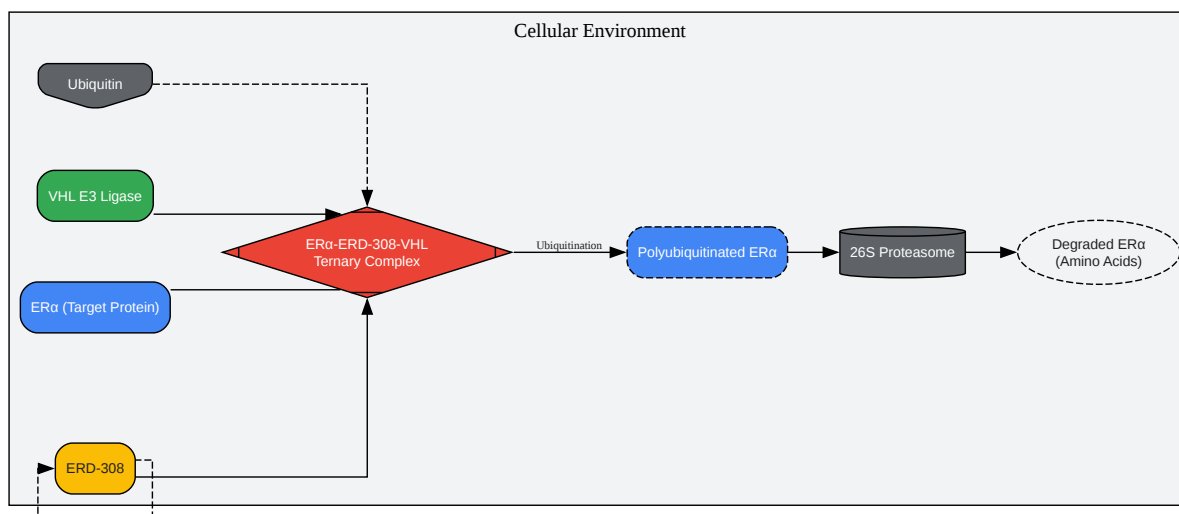 Cellular Environment
Ubiquitin
VHL E3 Ligase
ERα-ERD-308-VHL
Ternary Complex
Ubiquitination
Polyubiquitinated ERα
26S Proteasome
Degraded ERα
(Amino Acids)
ERα (Target Protein)
ERD-308